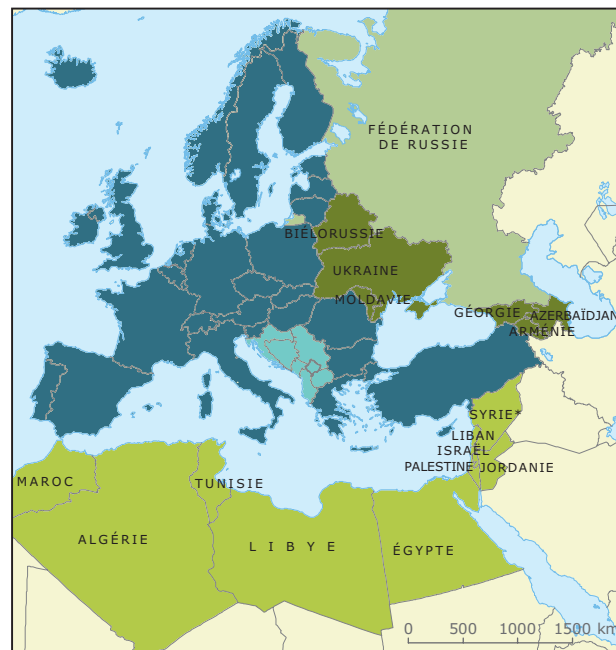 FÉDÉRATION
DE RUSSIE
BIÉLORUSSIE
UKRAINE
MOLDAVIE
GÉORGIE
AZERBAÏDJAN
ARMÉNIE
SYRIE*
LIBAN
ISRAËL
PALESTINE
JORDANIE
MAROC
TUNISIE
ALGÉRIE
LIBYE
ÉGYPTE
0 500 1000 1500 km